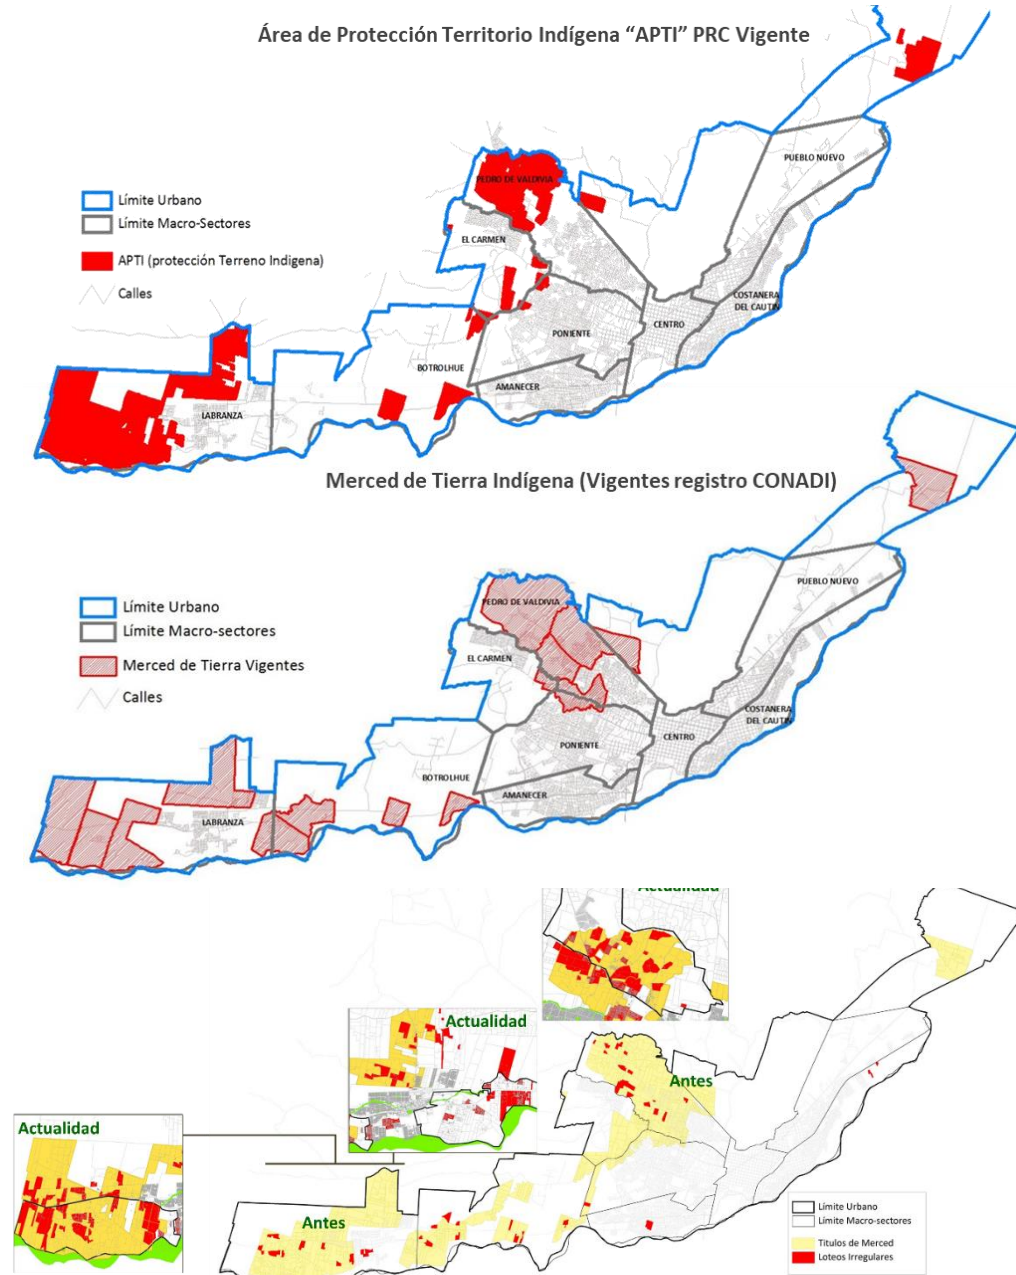 Área de Protección Territorio Indígena “APTI” PRC Vigente
PUEBLO NUEVO
PEDRO DE VALDIVIA
Límite Urbano
Límite Macro-Sectores
EL CARMEN
APTI (protección Terreno Indigena)
Calles
COSTANERA
DEL CAUTIN
CENTRO
PONIENTE
BOTROLHUE
AMANECER
LABRANZA
Merced de Tierra Indígena (Vigentes registro CONADI)
PUEBLO NUEVO
PEDRO DE VALDIVIA
Límite Urbano
Límite Macro-sectores
EL CARMEN
Merced de Tierra Vigentes
Calles
COSTANERA
DEL CAUTIN
CENTRO
PONIENTE
BOTROLHUE
AMANECER
LABRANZA
Actualidad
Actualidad
Antes
Actualidad
Antes
Límite Urbano
Límite Macro-sectores
Titulos de Merced
Loteos Irregulares